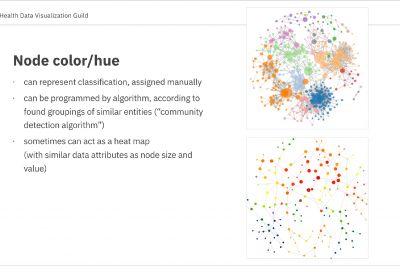 Health Data Visualization Guild
Node color/hue
· can represent classification, assigned manually
· can be programmed by algorithm, according to
found groupings of similar entities (“community
detection algorithm”)
· sometimes can act as a heat map
(with similar data attributes as node size and
value)